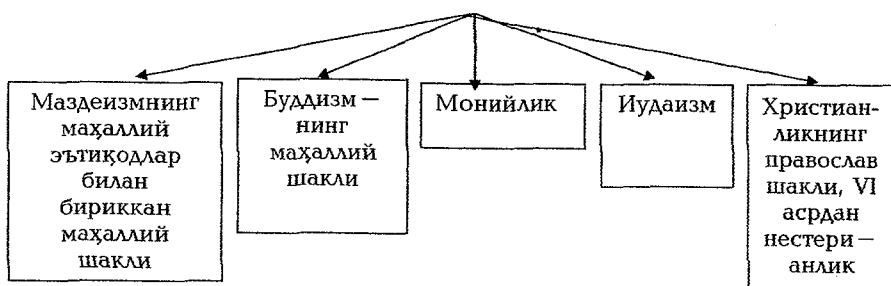 Маздеизмнинг
маҳаллий
эътиқодлар
билан
бириккан
маҳаллий
шакли
Буддизм —
нинг
маҳаллий
шакли
Монийлик
Иудаизм
Христиан-
ликнинг
православ
шакли, VI
асрдан
нестери —
анлик